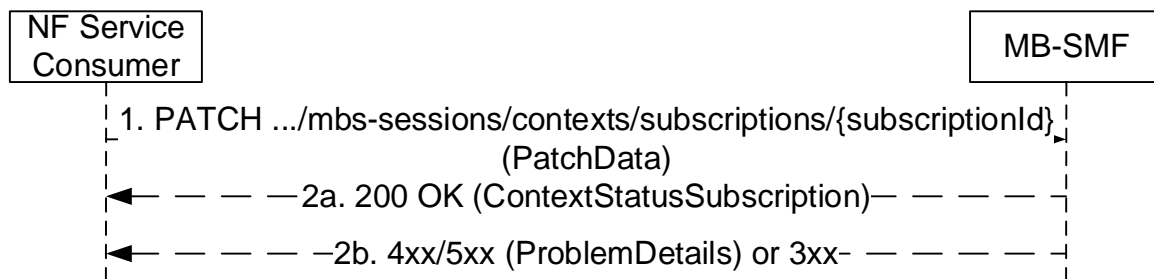 NF Service
Consumer
MB-SMF
1. PATCH .../mbs-sessions/contexts/subscriptions/{subscriptionId}
(PatchData)
2a. 200 OK (ContextStatusSubscription)
2b. 4xx/5xx (ProblemDetails) or 3xx